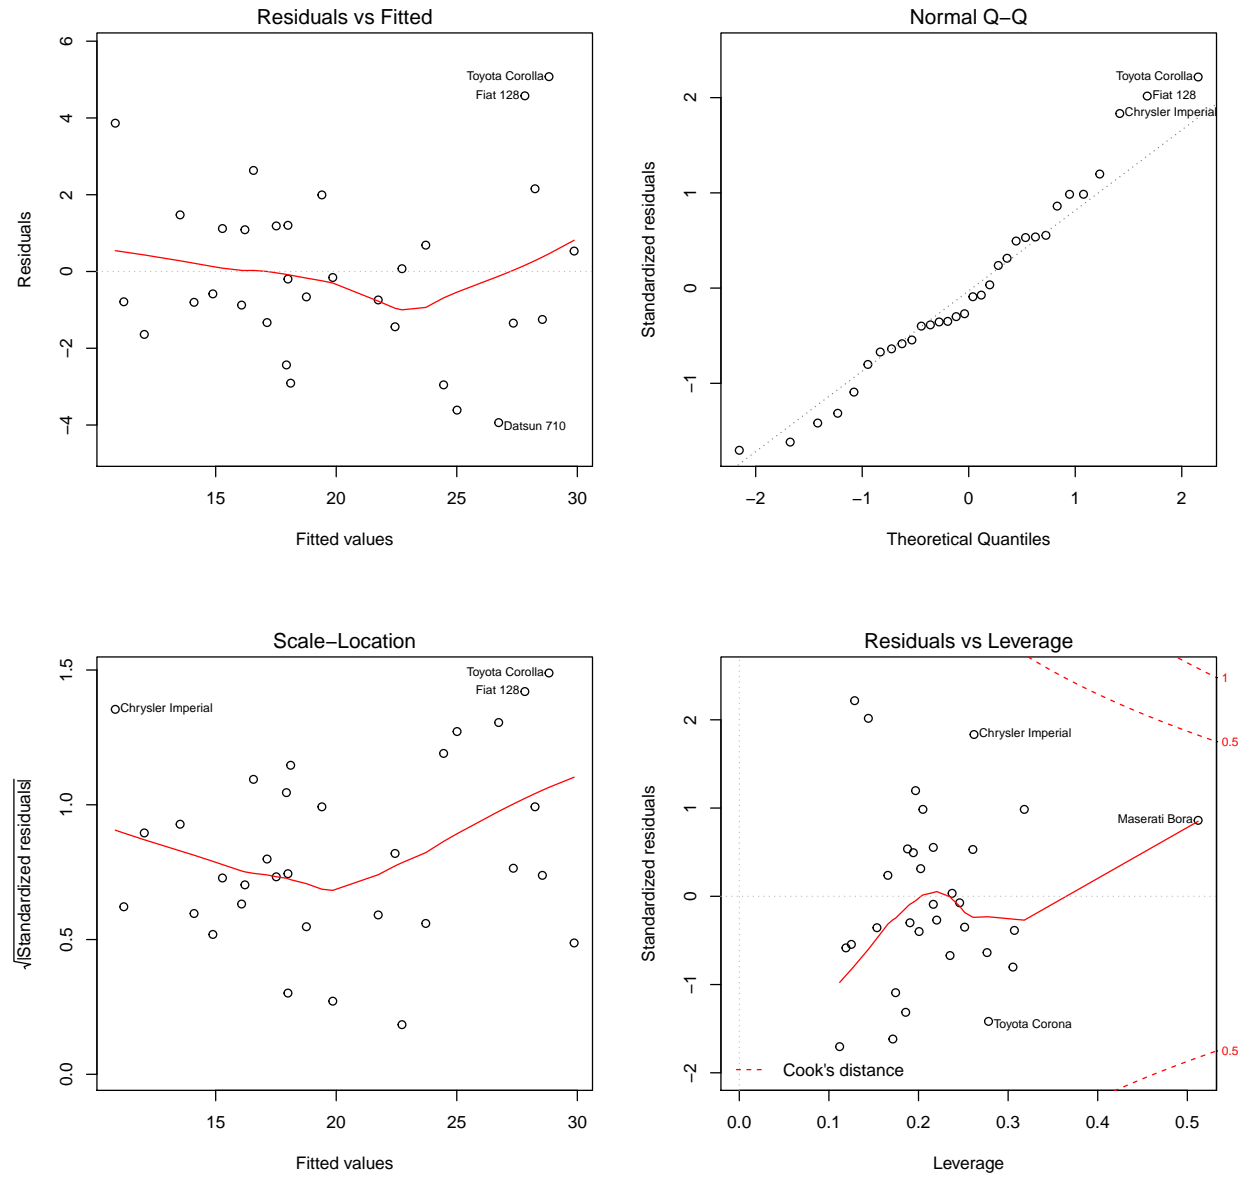 Residuals vs Fitted
Residuals
6
4
2
0
−2
−4
Toyota Corolla
Fiat 128
Datsun 710
15 20 25 30
Fitted values
Normal Q−Q
Standardized residuals
2
1
0
−1
Toyota Corolla
Fiat 128
Chrysler Imperial
−2 −1 0 1 2
Theoretical Quantiles
Scale−Location
√|Standardized residuals|
1.5
1.0
0.5
0.0
Toyota Corolla
Fiat 128
Chrysler Imperial
15 20 25 30
Fitted values
Residuals vs Leverage
Standardized residuals
2
1
0
−1
−2
1
0.5
Chrysler Imperial
Maserati Bora
Toyota Corona
0.5
Cook's distance
0.0 0.1 0.2 0.3 0.4 0.5
Leverage